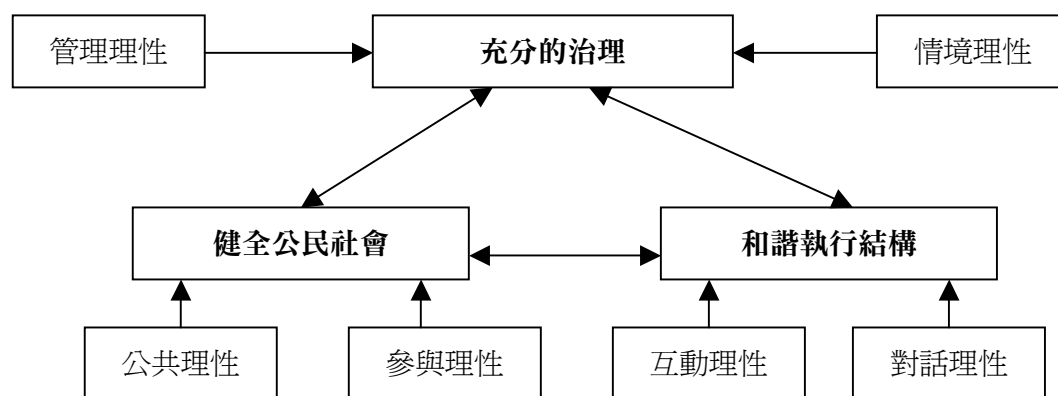 管理理性
充分的治理
情境理性
健全公民社會
和諧執行結構
公共理性
參與理性
互動理性
對話理性